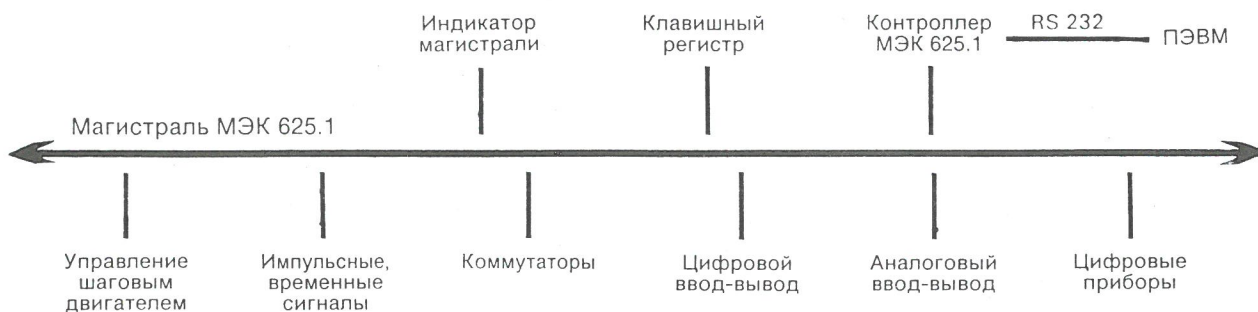 Индикатор
магистрали
Клавишный
регистр
Контроллер
МЭК 625.1
RS 232
ПЭВМ
Магистраль МЭК 625.1
Управление
шаговым
двигателем
Импульсные,
временные
сигналы
Коммутаторы
Цифровой
ввод-вывод
Аналоговый
ввод-вывод
Цифровые
приборы